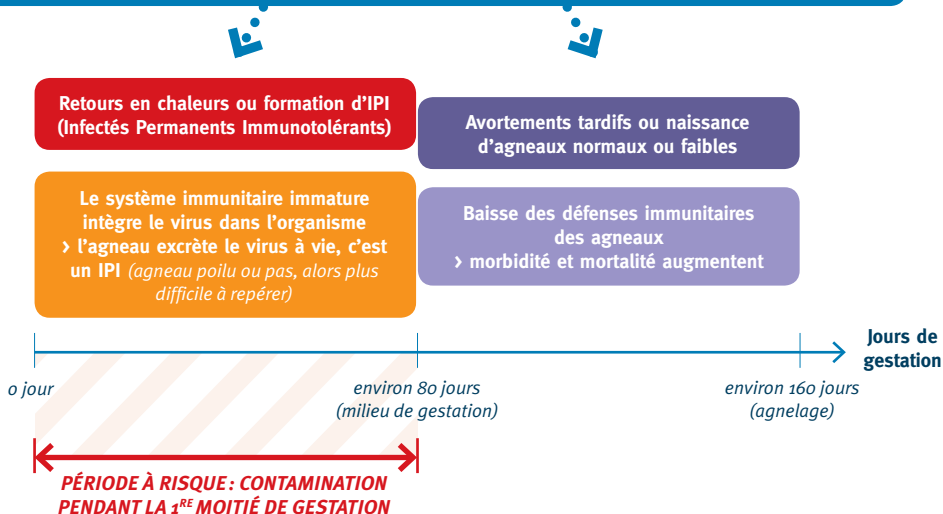 Retours en chaleurs ou formation d'IPI
(Infectés Permanents Immunotolérants)
Avortements tardifs ou naissance
d'agneaux normaux ou faibles
Le système immunitaire immature
intègre le virus dans l'organisme
› l'agneau excrète le virus à vie, c'est
un IPI (agneau poilu ou pas, alors plus
difficile à repérer)
Baisse des défenses immunitaires
des agneaux
› morbidité et mortalité augmentent
Jours de
gestation
0 jour
environ 80 jours
(milieu de gestation)
environ 160 jours
(agnelage)
PÉRIODE À RISQUE : CONTAMINATION
PENDANT LA 1RE MOITIÉ DE GESTATION